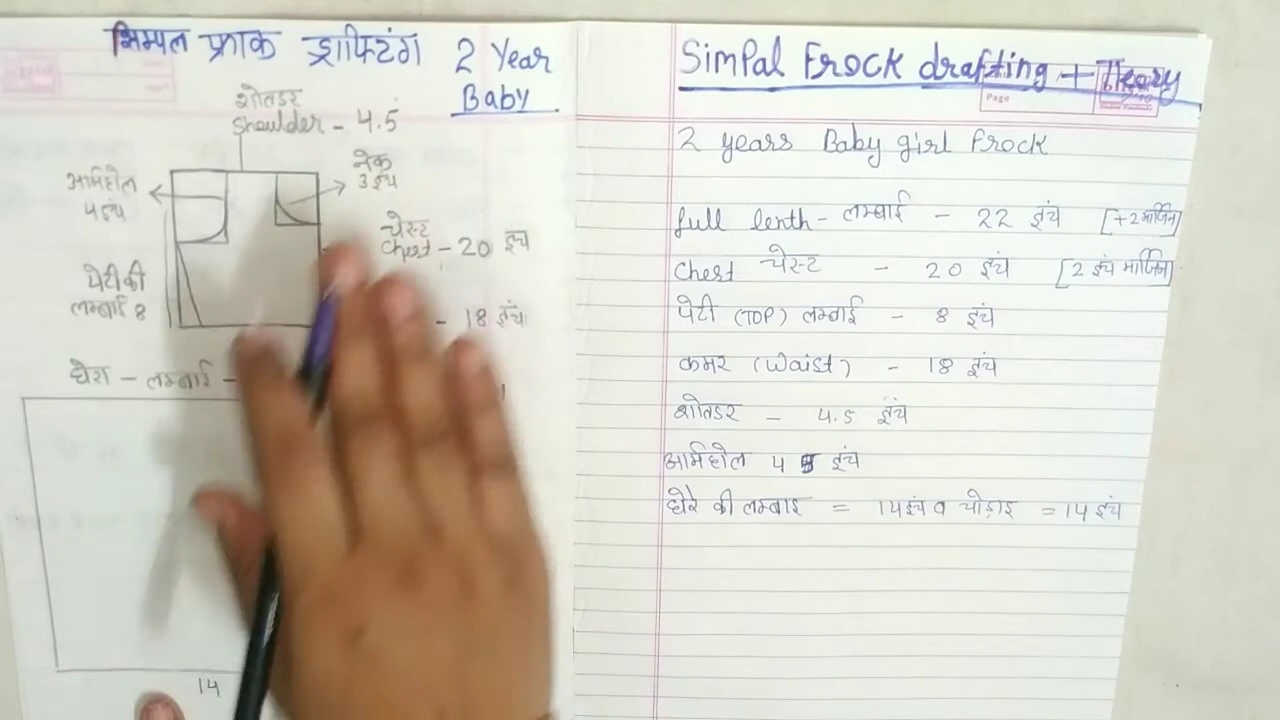 सिम्पल फ्राक ड्राफ्टिंग 2 Year
Baby
शोल्डर
Shoulder - 4.5
नेक
3 इंच
आर्महोल
4 इंच
चेस्ट
Chest - 20 इंच
पेटी की
लम्बाई 8
- 18 इंच
घेरा - लम्बाई -
14
SimPal Frock drafting + Theory
Page
2 years Baby girl Frock
full lenth - लम्बाई - 22 इंच [+2 मार्जिन]
Chest चेस्ट - 20 इंच [2 इंच मार्जिन]
पेटी (TOP) लम्बाई - 8 इंच
कमर (Waist) - 18 इंच
शोल्डर - 4.5 इंच
आर्महोल 4 इंच
घेरे की लम्बाइ = 14 इंच व चोड़ाइ = 14 इंच